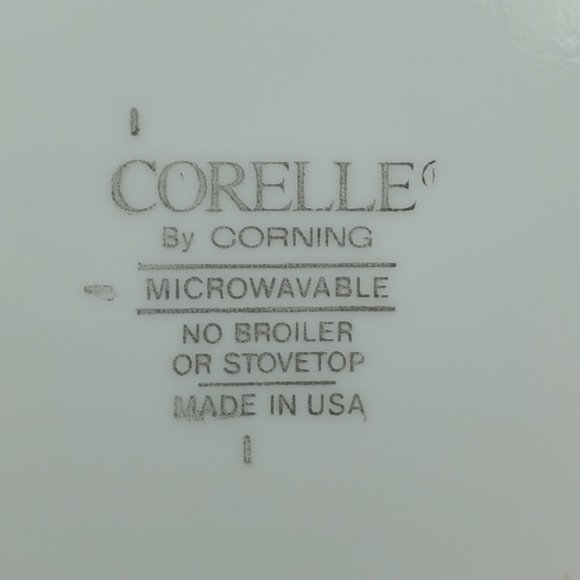 CORELLE®
By CORNING
MICROWAVABLE
NO BROILER
OR STOVETOP
MADE IN USA